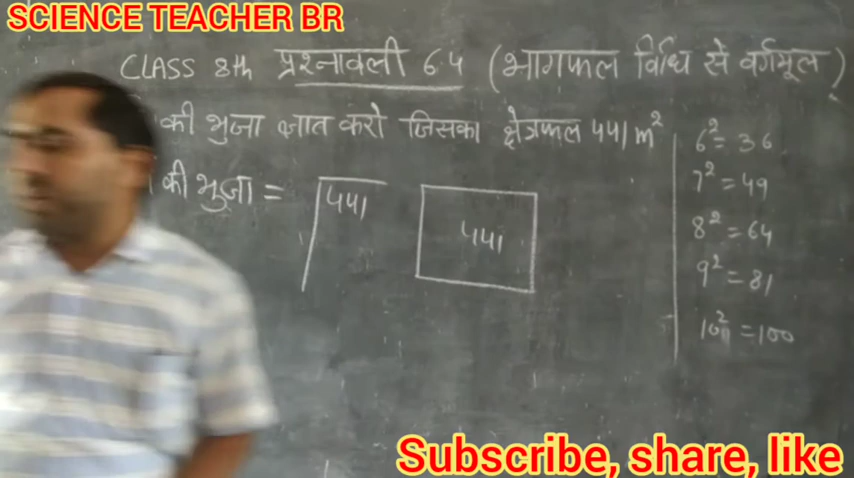 SCIENCE TEACHER BR
CLASS 8th प्रश्नावली 6.4 (भागफल विधि से वर्गमूल)
की भुजा ज्ञात करो जिसका क्षेत्रफल 441 m²
की भुजा = 441
441
6² = 36
7² = 49
8² = 64
9² = 81
10² = 100
Subscribe, share, like